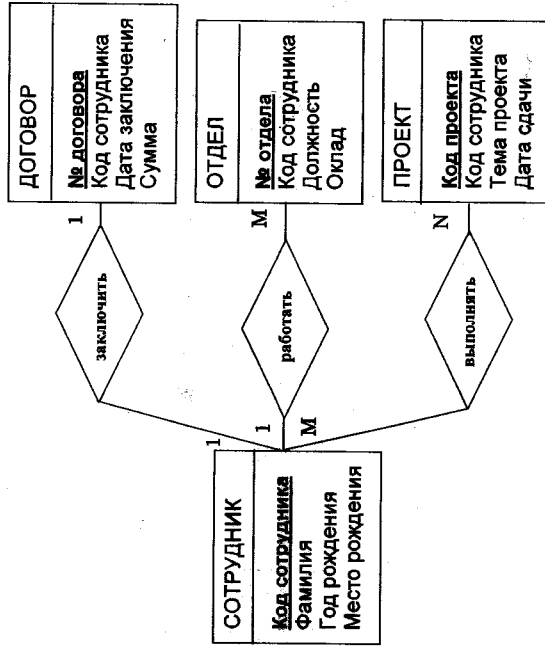 СОТРУДНИК
Код сотрудника
Фамилия
Год рождения
Место рождения
1
1
М
заключить
работать
выполнять
1
М
N
ДОГОВОР
№ договора
Код сотрудника
Дата заключения
Сумма
ОТДЕЛ
№ отдела
Код сотрудника
Должность
Оклад
ПРОЕКТ
Код проекта
Код сотрудника
Тема проекта
Дата сдачи